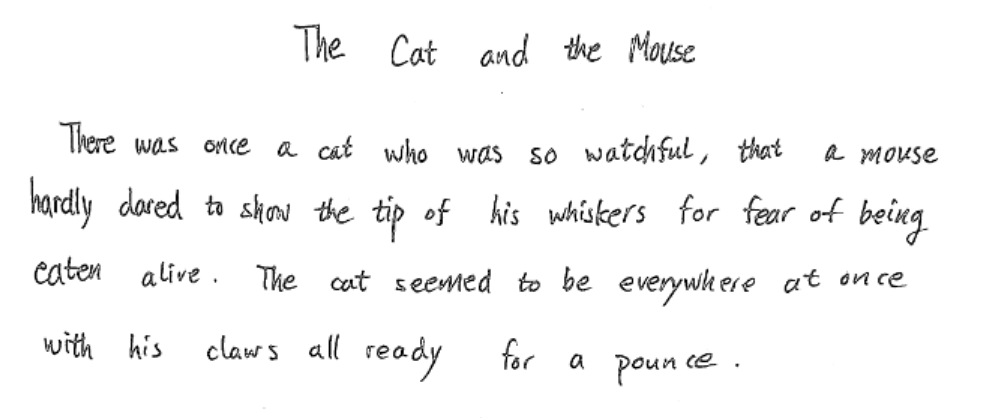 The Cat and the Mouse
There was once a cat who was so watchful, that a mouse
hardly dared to show the tip of his whiskers for fear of being
eaten alive. The cat seemed to be everywhere at once
with his claws all ready for a pounce.